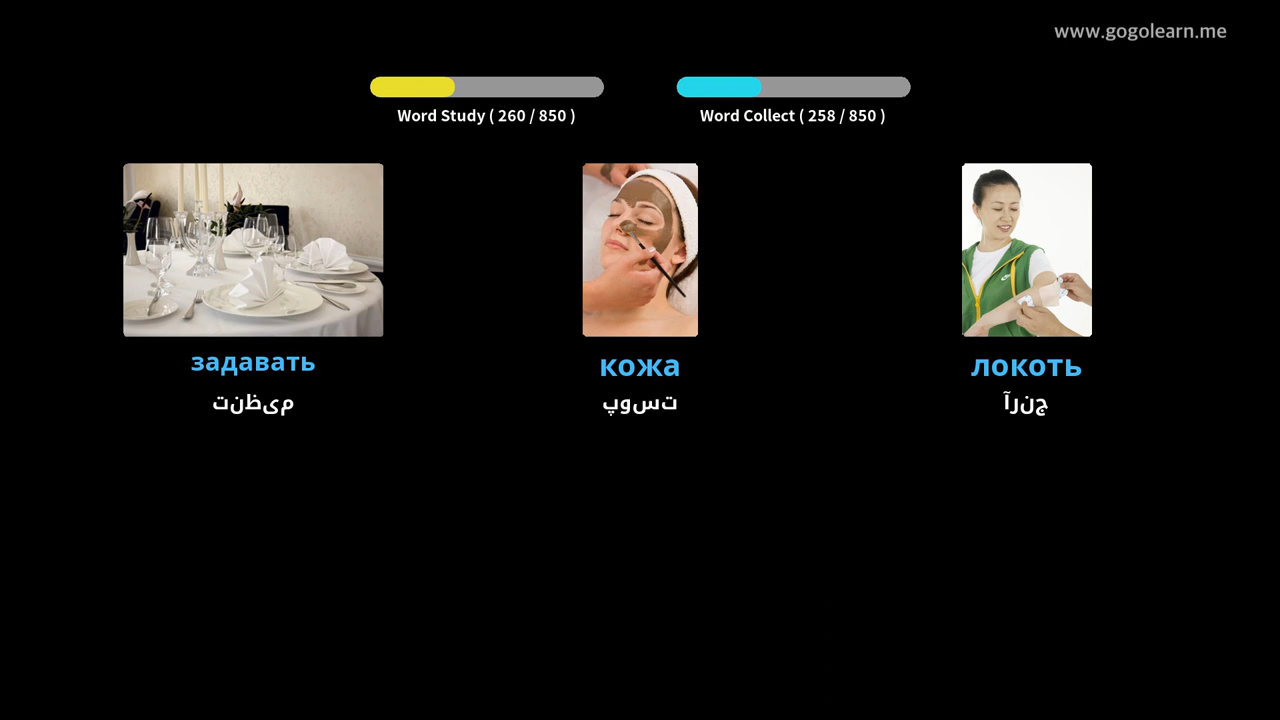 www.gogolearn.me
Word Study ( 260 / 850 )
Word Collect ( 258 / 850 )
задавать
تنظیم
кожа
پوست
локоть
آرنج